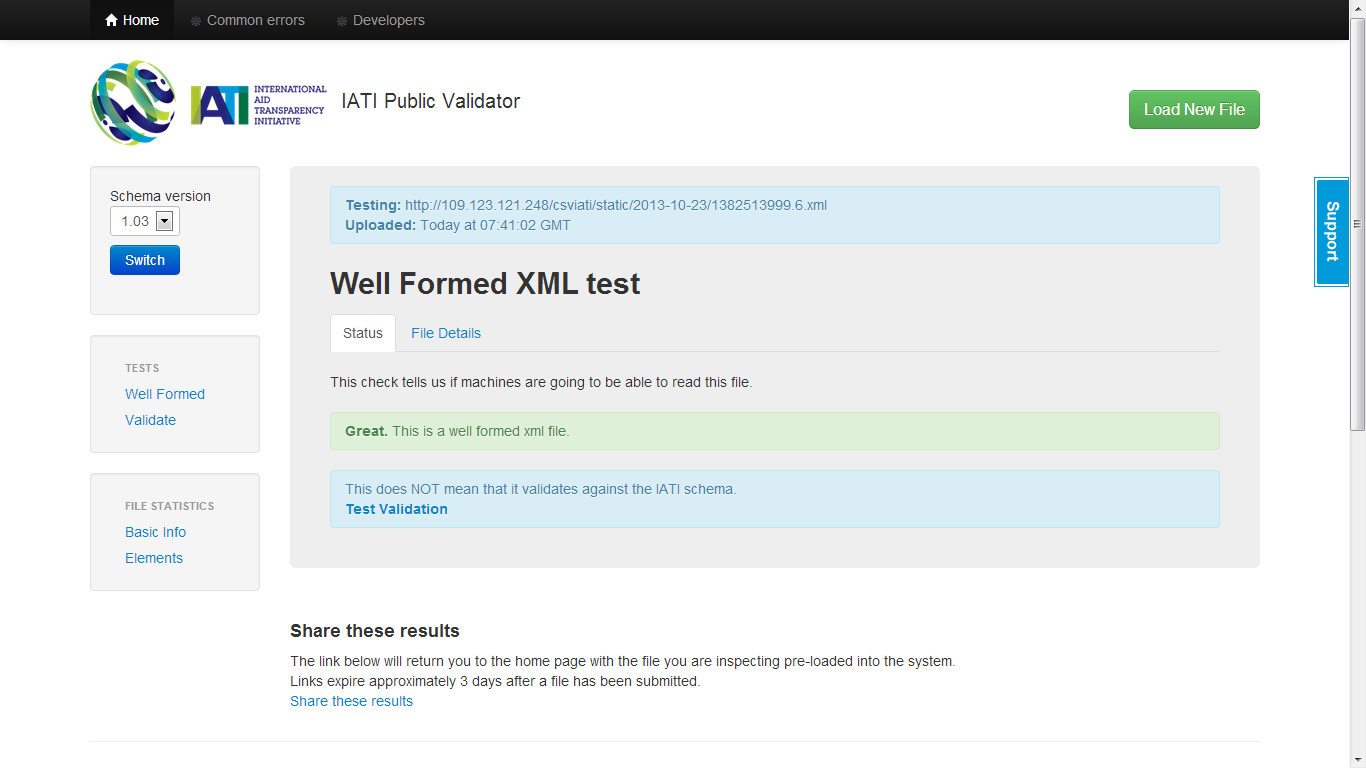 Home
Common errors
Developers
IATI
INTERNATIONAL
AID
TRANSPARENCY
INITIATIVE
IATI Public Validator
Load New File
Schema version
1.03
Switch
TESTS
Well Formed
Validate
FILE STATISTICS
Basic Info
Elements
Testing: http://109.123.121.248/csviati/static/2013-10-23/1382513999.6.xml
Uploaded: Today at 07:41:02 GMT
Well Formed XML test
Status
File Details
This check tells us if machines are going to be able to read this file.
Great. This is a well formed xml file.
This does NOT mean that it validates against the IATI schema.
Test Validation
Share these results
The link below will return you to the home page with the file you are inspecting pre-loaded into the system.
Links expire approximately 3 days after a file has been submitted.
Share these results
Support